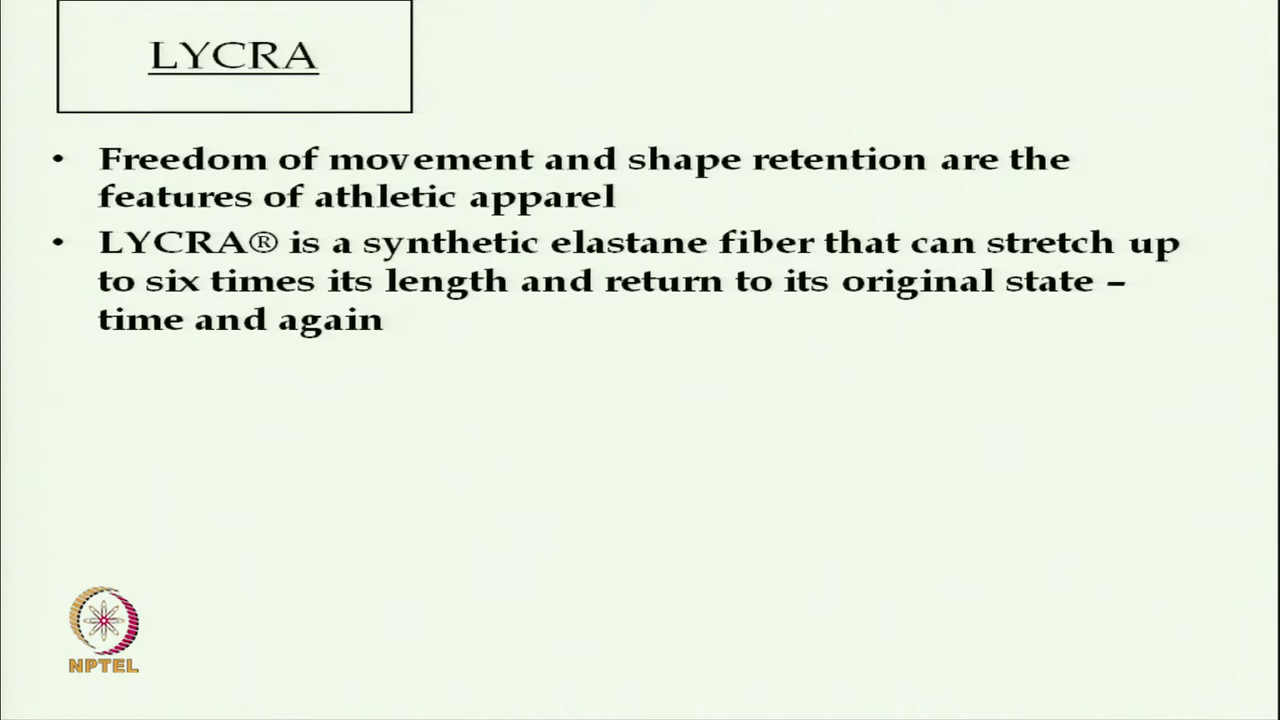 LYCRA
• Freedom of movement and shape retention are the
features of athletic apparel
• LYCRA® is a synthetic elastane fiber that can stretch up
to six times its length and return to its original state –
time and again
NPTEL